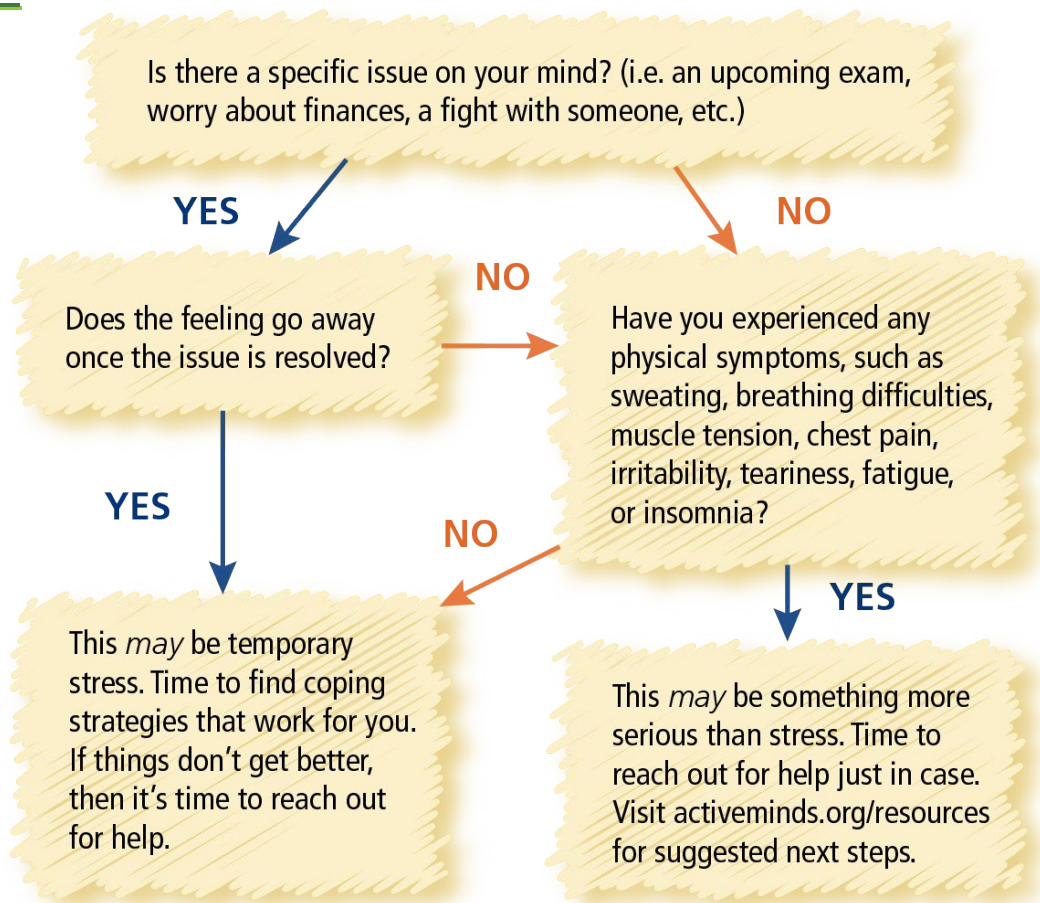 Is there a specific issue on your mind? (i.e. an upcoming exam,
worry about finances, a fight with someone, etc.)
YES
NO
Does the feeling go away
once the issue is resolved?
NO
Have you experienced any
physical symptoms, such as
sweating, breathing difficulties,
muscle tension, chest pain,
irritability, teariness, fatigue,
or insomnia?
YES
NO
YES
This may be temporary
stress. Time to find coping
strategies that work for you.
If things don’t get better,
then it’s time to reach out
for help.
This may be something more
serious than stress. Time to
reach out for help just in case.
Visit activeminds.org/resources
for suggested next steps.